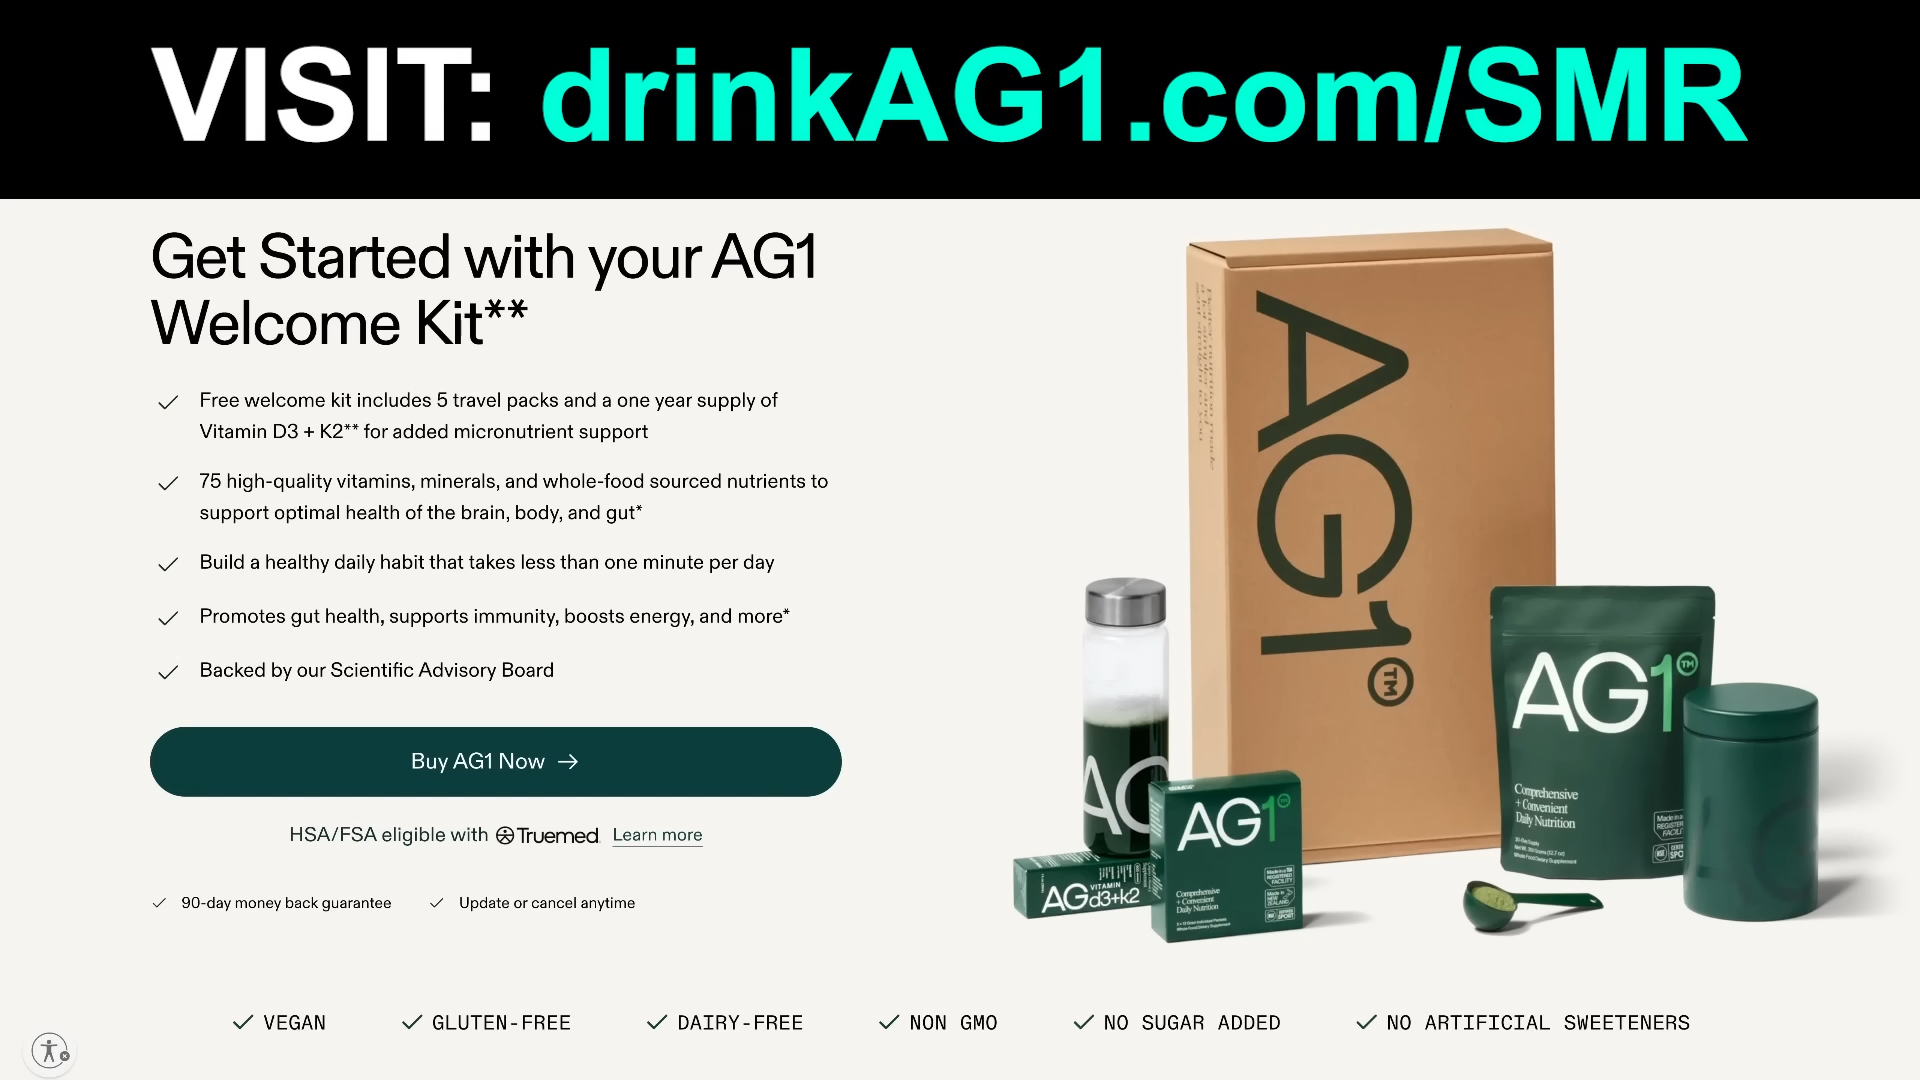 VISIT: drinkAG1.com/SMR
Get Started with your AG1
Welcome Kit**
Free welcome kit includes 5 travel packs and a one year supply of
Vitamin D3 + K2** for added micronutrient support
75 high-quality vitamins, minerals, and whole-food sourced nutrients to
support optimal health of the brain, body, and gut*
Build a healthy daily habit that takes less than one minute per day
Promotes gut health, supports immunity, boosts energy, and more*
Backed by our Scientific Advisory Board
Buy AG1 Now →
HSA/FSA eligible with Truemed Learn more
90-day money back guarantee
Update or cancel anytime
AG1™
AG
VITAMIN
AG d3+k2
AG1™
Comprehensive
+ Convenient
Daily Nutrition
AG1™
Comprehensive
+ Convenient
Daily Nutrition
VEGAN
GLUTEN-FREE
DAIRY-FREE
NON GMO
NO SUGAR ADDED
NO ARTIFICIAL SWEETENERS